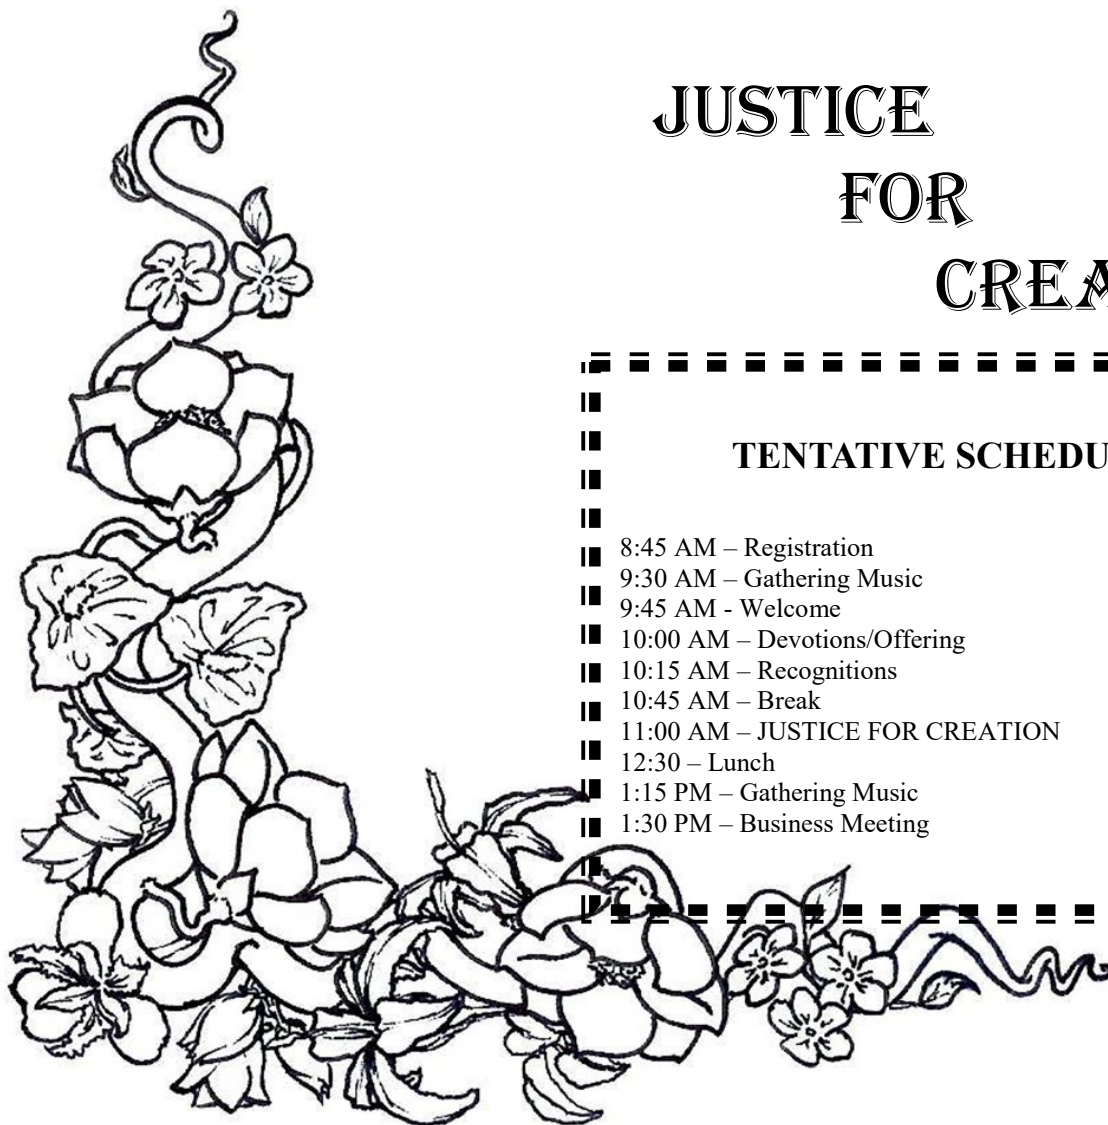 JUSTICE
FOR
CREA
TENTATIVE SCHEDU
8:45 AM – Registration
9:30 AM – Gathering Music
9:45 AM - Welcome
10:00 AM – Devotions/Offering
10:15 AM – Recognitions
10:45 AM – Break
11:00 AM – JUSTICE FOR CREATION
12:30 – Lunch
1:15 PM – Gathering Music
1:30 PM – Business Meeting